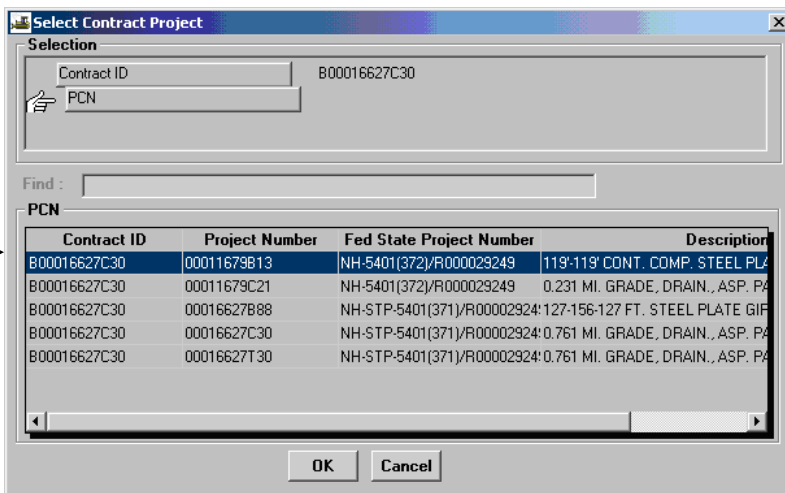 Select Contract Project
Selection
Contract ID B00016627C30
PCN
Find :
PCN
Contract ID Project Number Fed State Project Number Description
B00016627C30 00011679B13 NH-5401(372)/R000029249 119'-119' CONT. COMP. STEEL PLA
B00016627C30 00011679C21 NH-5401(372)/R000029249 0.231 MI. GRADE, DRAIN., ASP. PA
B00016627C30 00016627B88 NH-STP-5401(371)/R00002924 127-156-127 FT. STEEL PLATE GIF
B00016627C30 00016627C30 NH-STP-5401(371)/R00002924 0.761 MI. GRADE, DRAIN., ASP. PA
B00016627C30 00016627T30 NH-STP-5401(371)/R00002924 0.761 MI. GRADE, DRAIN., ASP. PA
OK Cancel